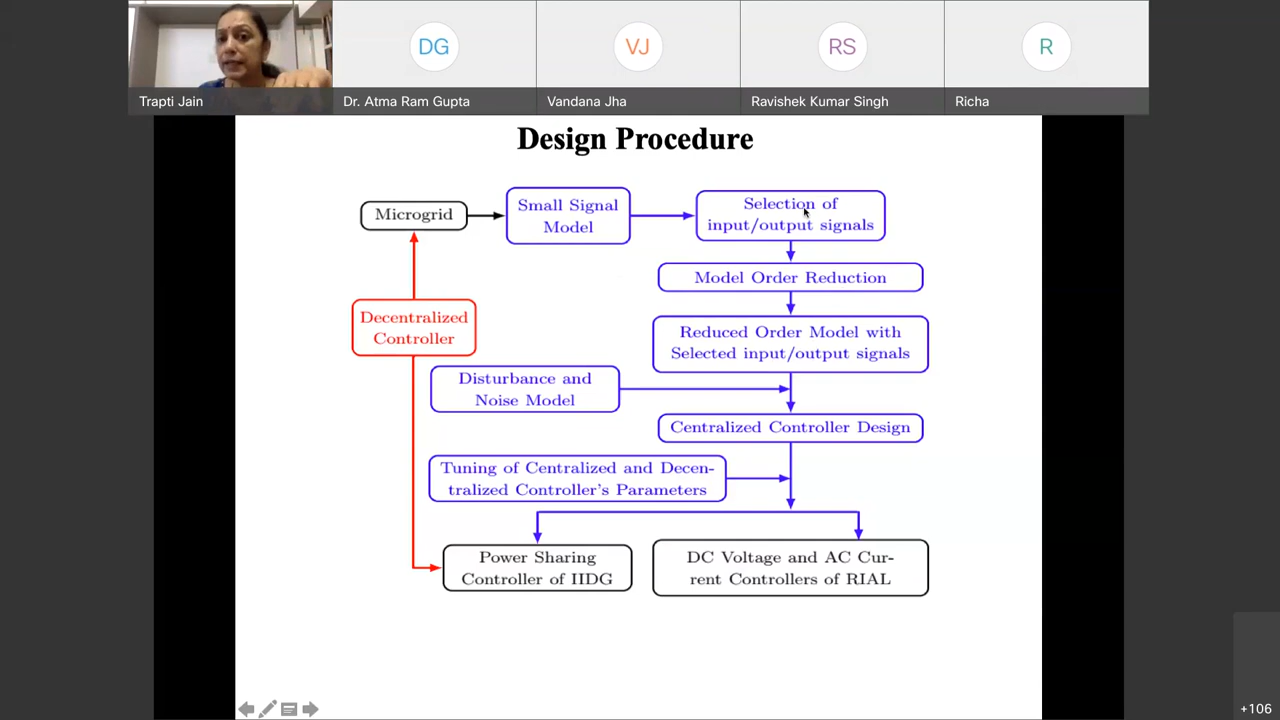 DG
VJ
RS
R
Trapti Jain
Dr. Atma Ram Gupta
Vandana Jha
Ravishek Kumar Singh
Richa
Design Procedure
Microgrid
Small Signal
Model
Selection of
input/output signals
Model Order Reduction
Decentralized
Controller
Reduced Order Model with
Selected input/output signals
Disturbance and
Noise Model
Centralized Controller Design
Tuning of Centralized and Decen-
tralized Controller's Parameters
Power Sharing
Controller of IIDG
DC Voltage and AC Cur-
rent Controllers of RIAL
+106